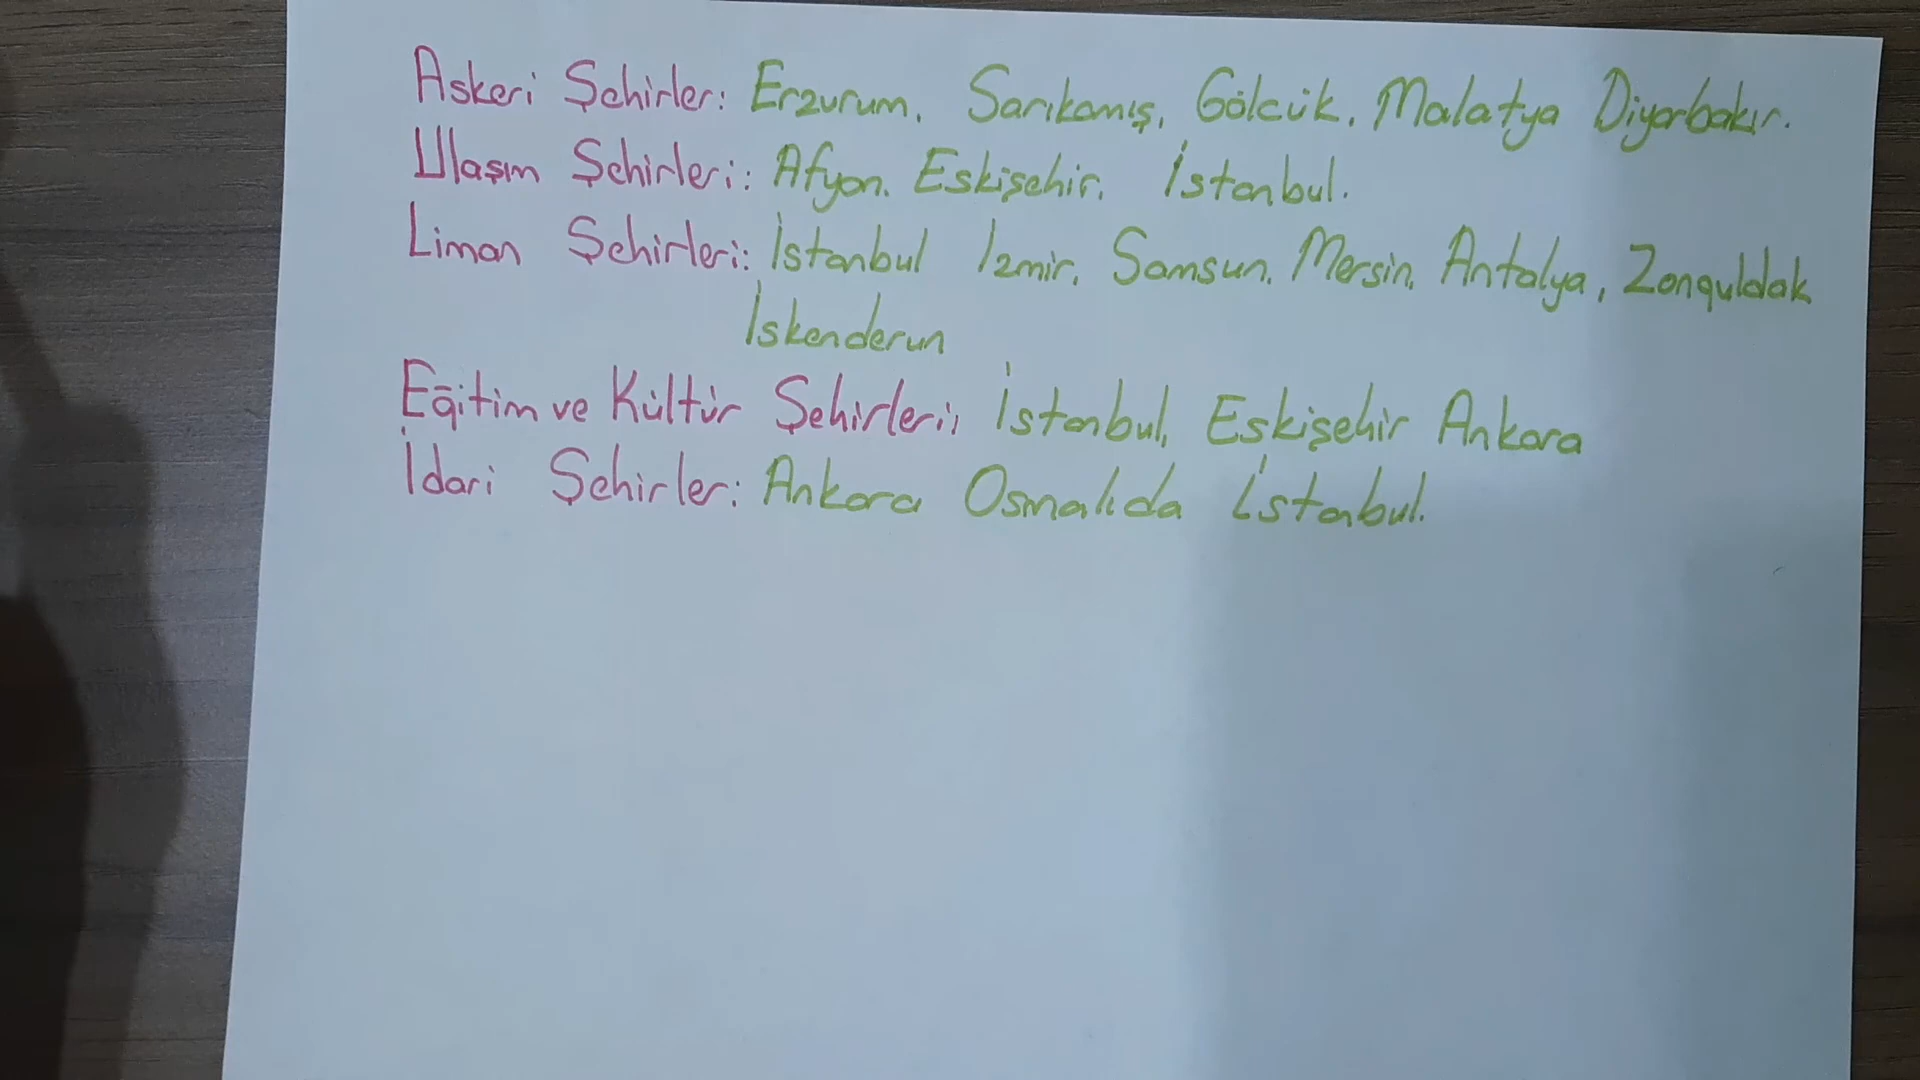 Askeri Şehirler: Erzurum, Sarıkamış, Gölcük, Malatya Diyarbakır.
Ulaşım Şehirleri: Afyon. Eskişehir. İstanbul.
Liman Şehirleri: İstanbul İzmir, Samsun, Mersin, Antalya, Zonguldak
İskenderun
Eğitim ve Kültür Şehirleri; İstanbul, Eskişehir Ankara
İdari Şehirler: Ankara Osmalıda İstanbul.